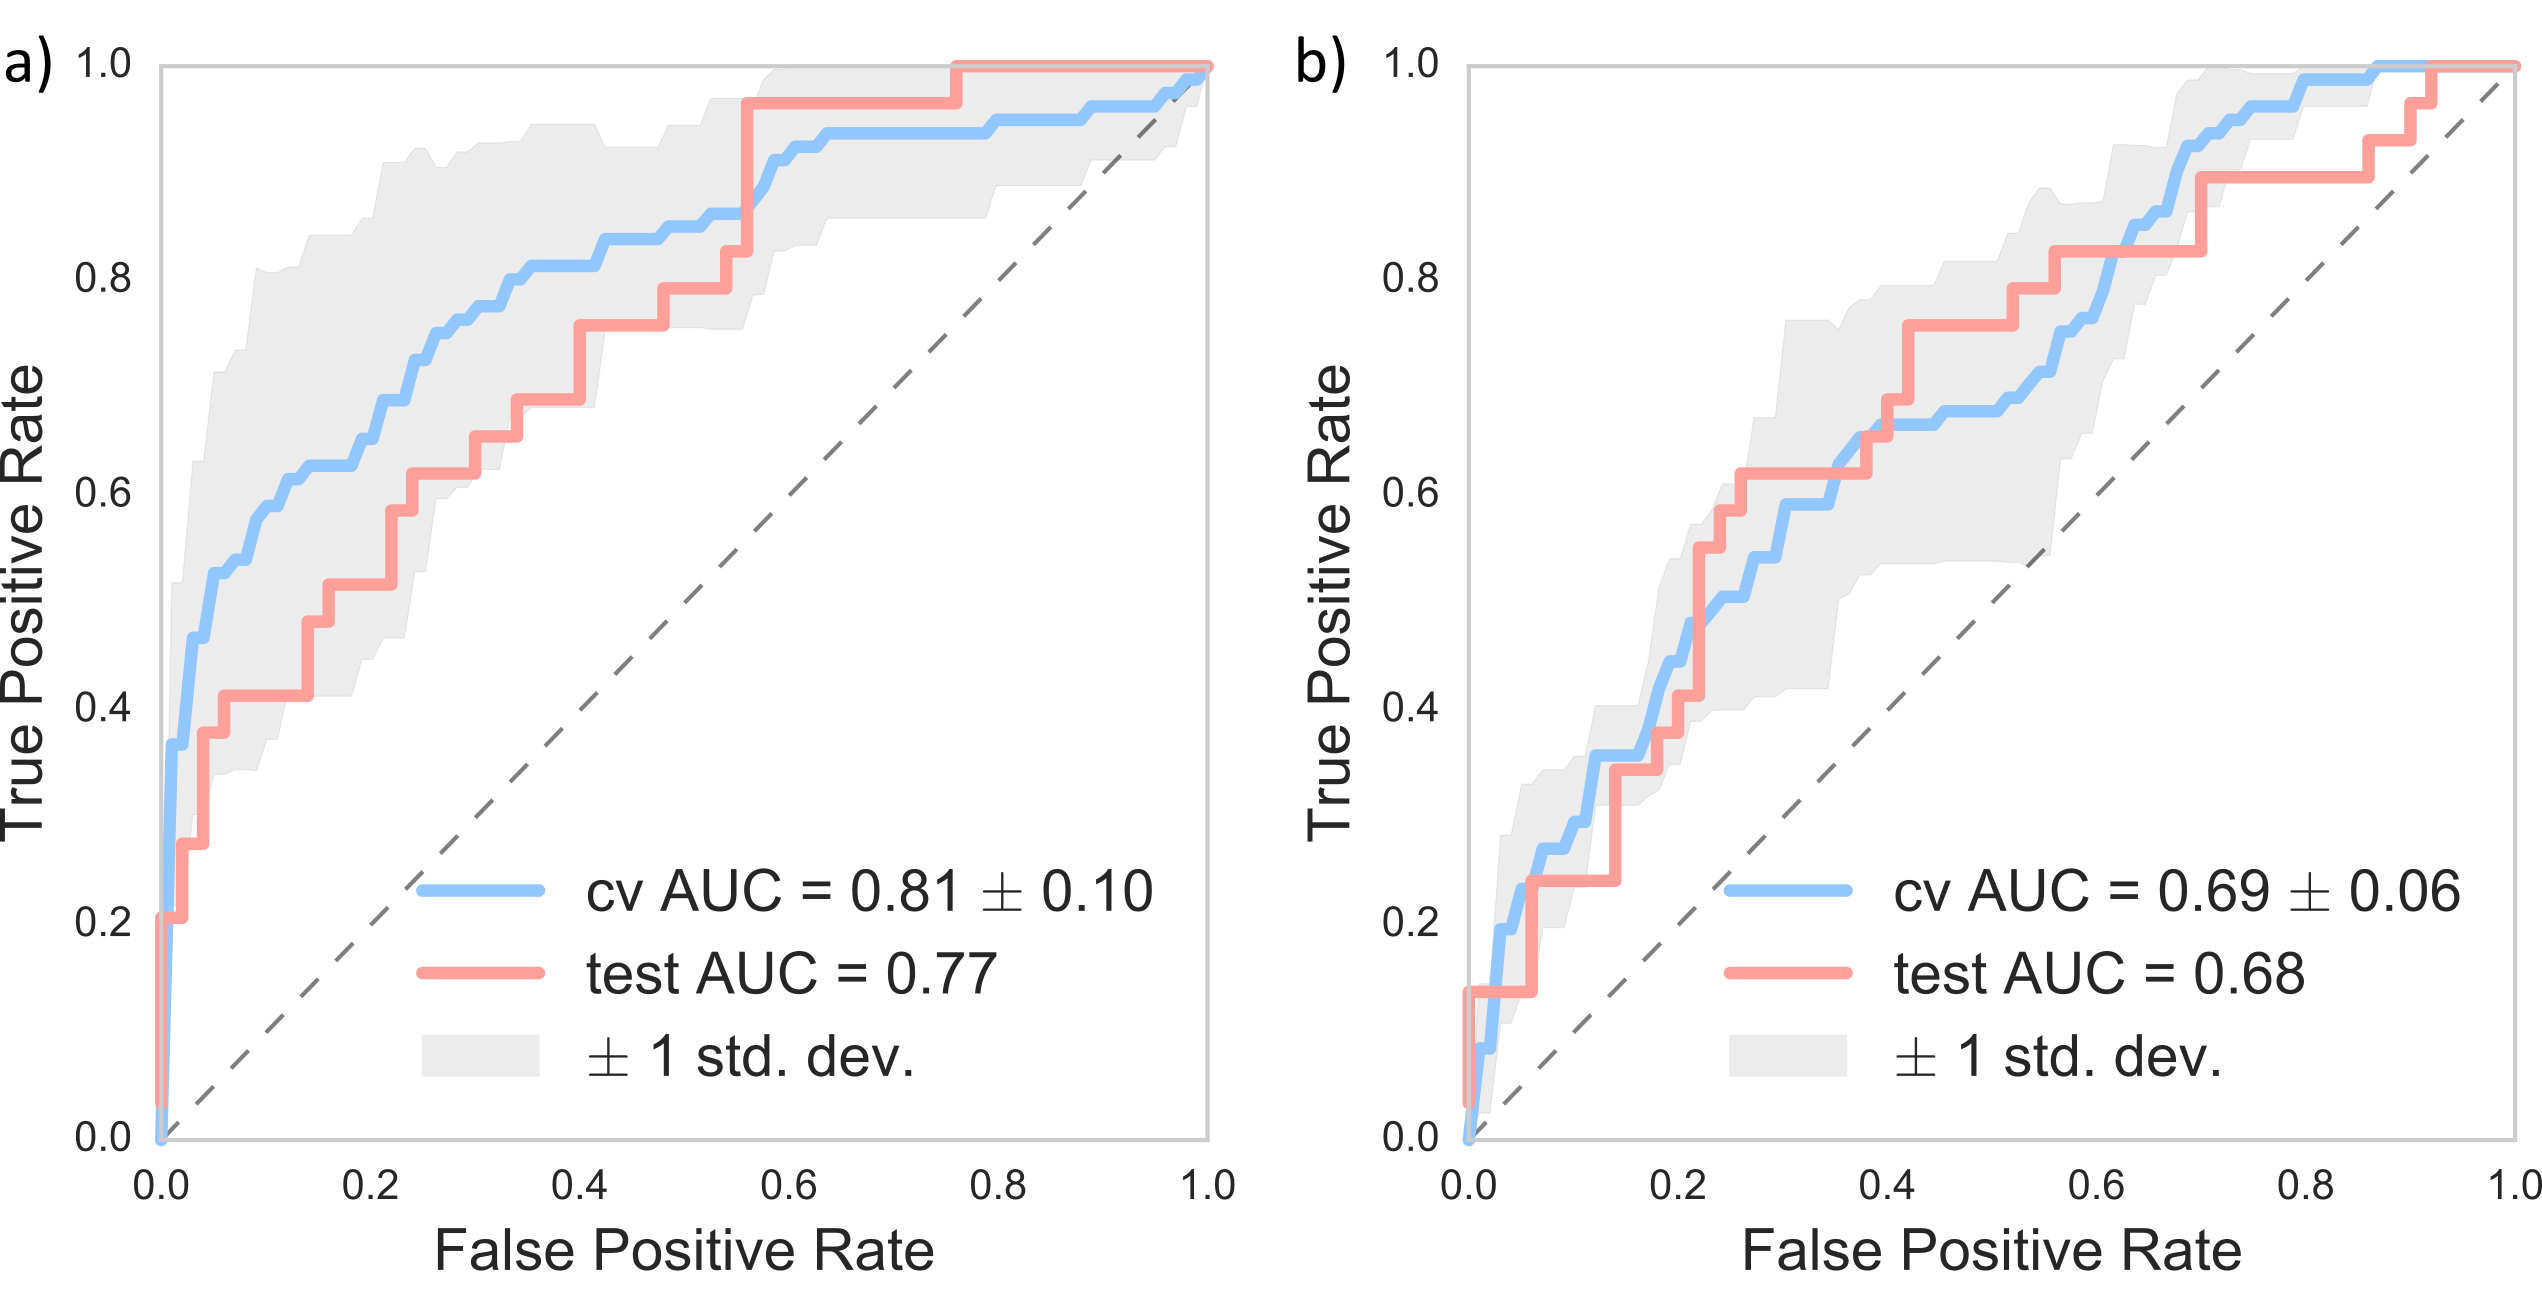 a)
1.0
0.8
0.6
0.4
0.2
0.0
True Positive Rate
cv AUC = 0.81 ± 0.10
test AUC = 0.77
± 1 std. dev.
0.0 0.2 0.4 0.6 0.8 1.0
False Positive Rate
b)
1.0
0.8
0.6
0.4
0.2
0.0
True Positive Rate
cv AUC = 0.69 ± 0.06
test AUC = 0.68
± 1 std. dev.
0.0 0.2 0.4 0.6 0.8 1.0
False Positive Rate